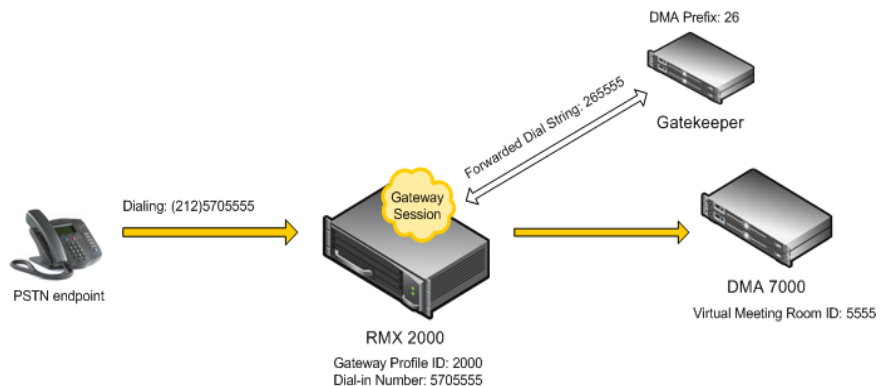 DMA Prefix: 26
Forwarded Dial String: 265555
Gatekeeper
Gateway
Session
Dialing: (212)5705555
PSTN endpoint
RMX 2000
Gateway Profile ID: 2000
Dial-in Number: 5705555
DMA 7000
Virtual Meeting Room ID: 5555